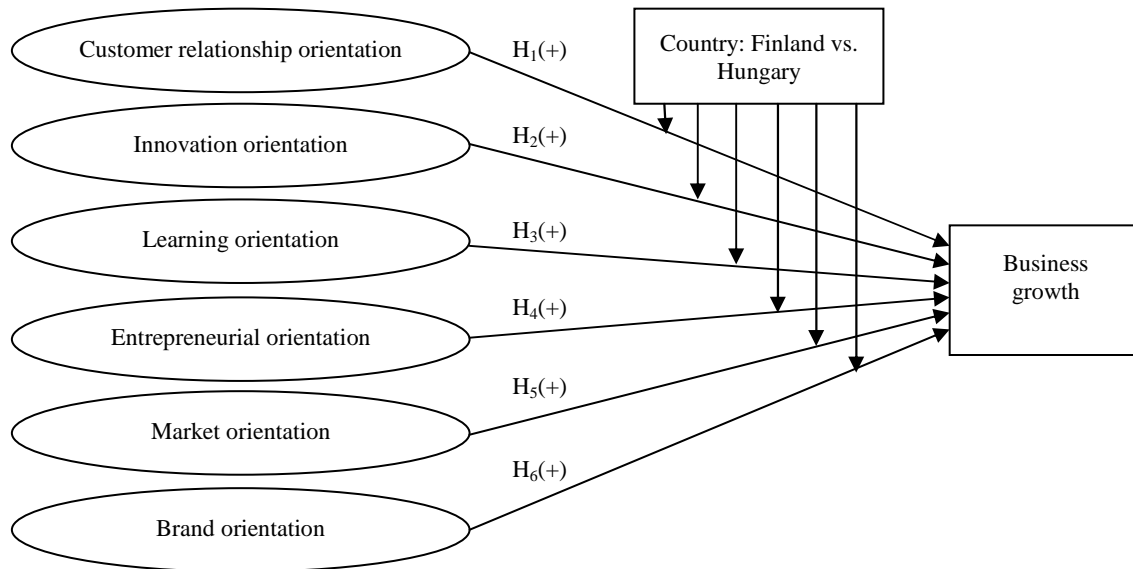 Customer relationship orientation
H₁(+)
Country: Finland vs.
Hungary
Innovation orientation
H₂(+)
Learning orientation
H₃(+)
Business
growth
Entrepreneurial orientation
H₄(+)
Market orientation
H₅(+)
Brand orientation
H₆(+)